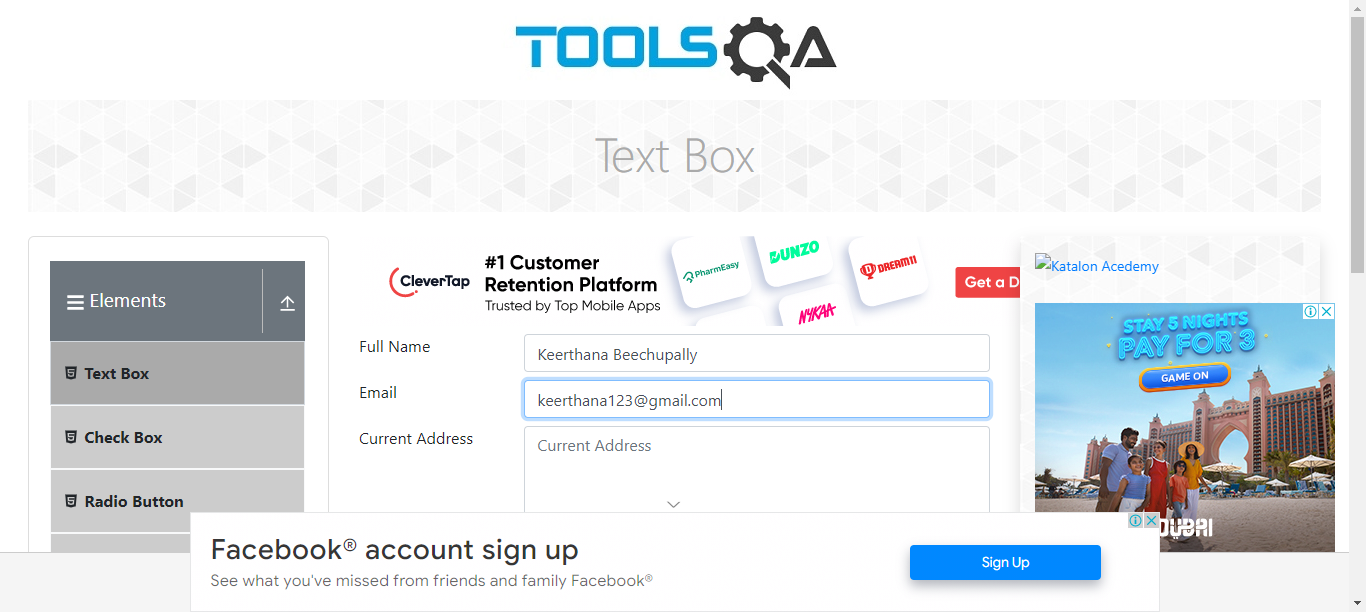 TOOLSQA
Text Box
Elements
Text Box
Check Box
Radio Button
CleverTap
#1 Customer
Retention Platform
Trusted by Top Mobile Apps
PharmEasy
DUNZO
NYKAA
DREAM11
Get a D
Full Name
Keerthana Beechupally
Email
keerthana123@gmail.com
Current Address
Current Address
Katalon Acedemy
STAY 5 NIGHTS
PAY FOR 3
GAME ON
DUBAI
Facebook® account sign up
See what you've missed from friends and family Facebook®
Sign Up